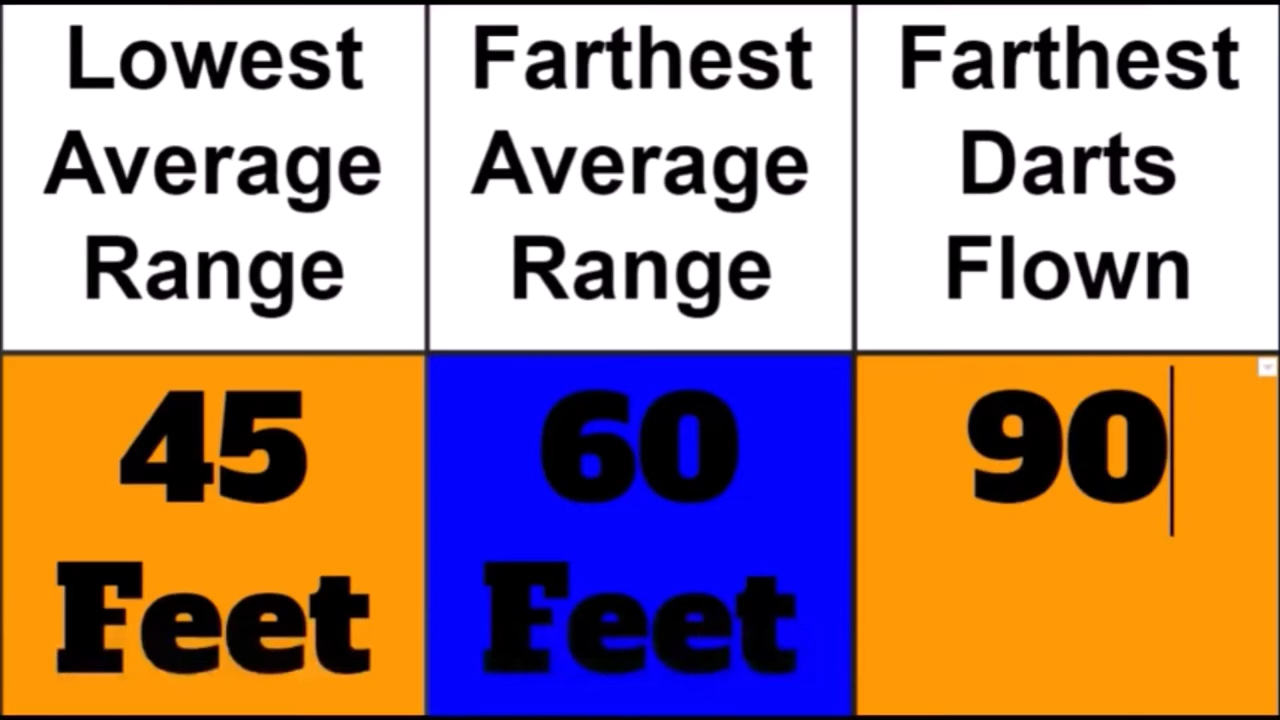 Lowest
Average
Range
Farthest
Average
Range
Farthest
Darts
Flown
45
Feet
60
Feet
90